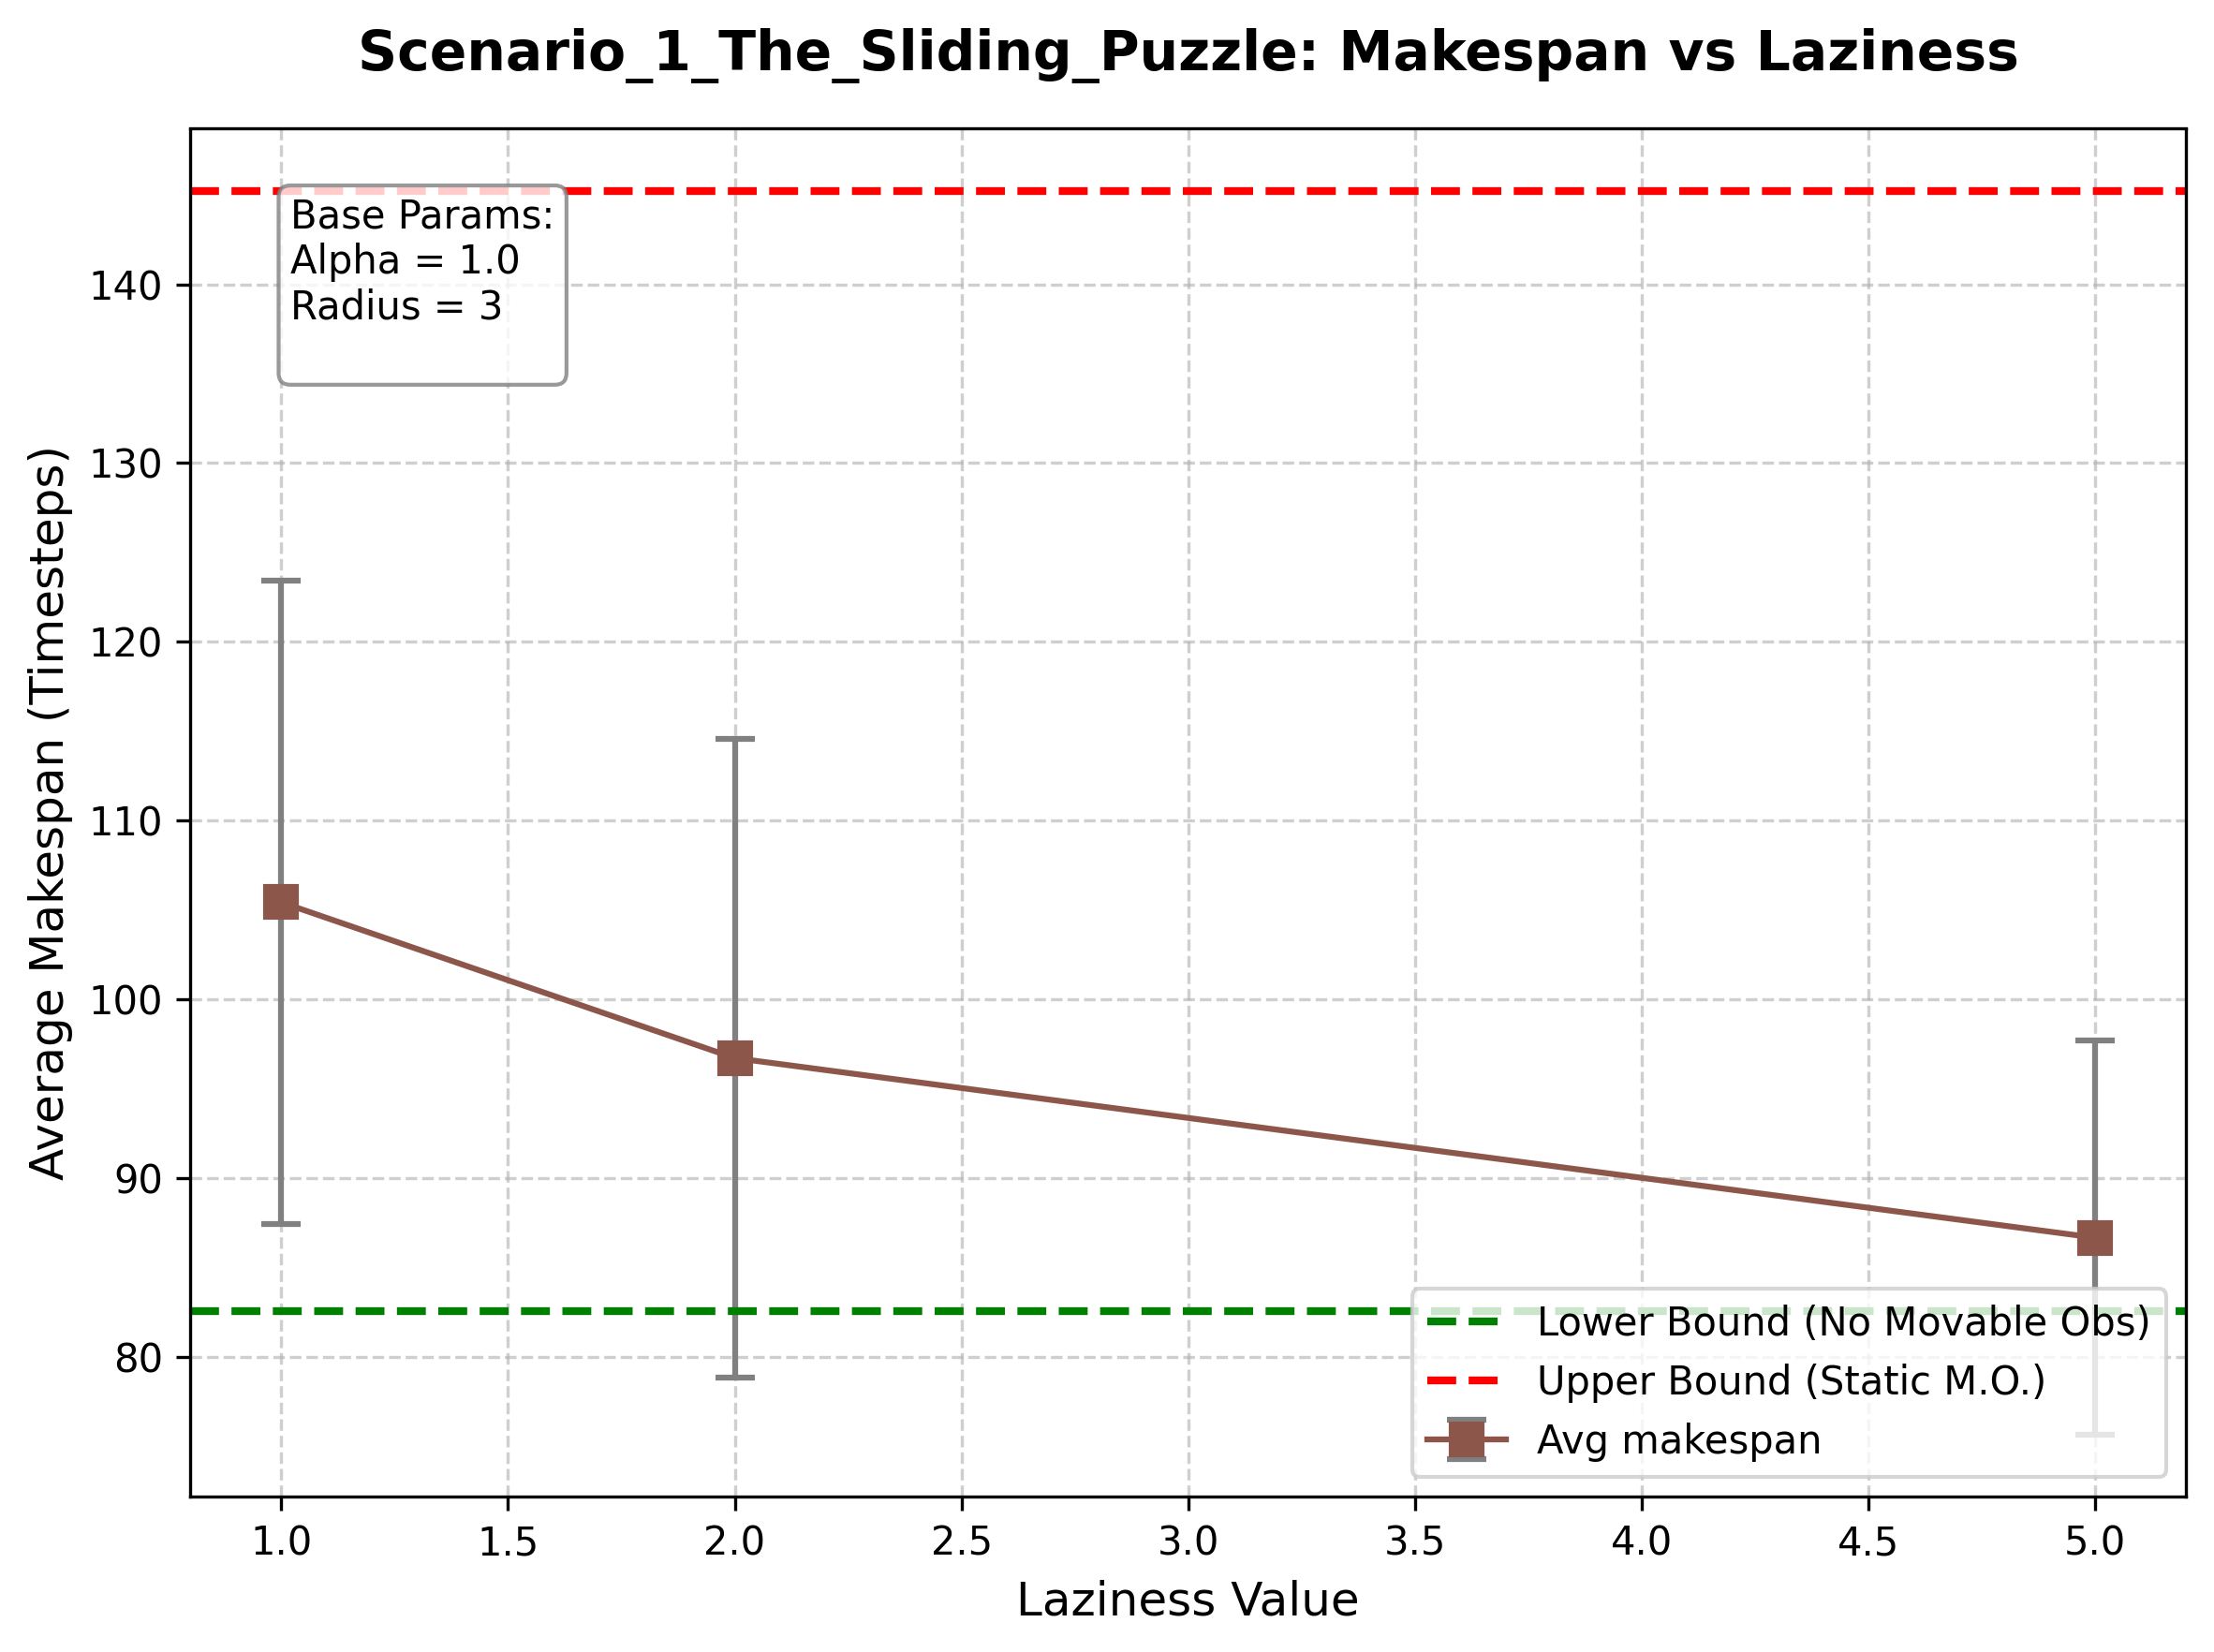 Scenario_1_The_Sliding_Puzzle: Makespan vs Laziness
Base Params:
Alpha = 1.0
Radius = 3
Average Makespan (Timesteps)
140
130
120
110
100
90
80
Lower Bound (No Movable Obs)
Upper Bound (Static M.O.)
Avg makespan
1.0 1.5 2.0 2.5 3.0 3.5 4.0 4.5 5.0
Laziness Value